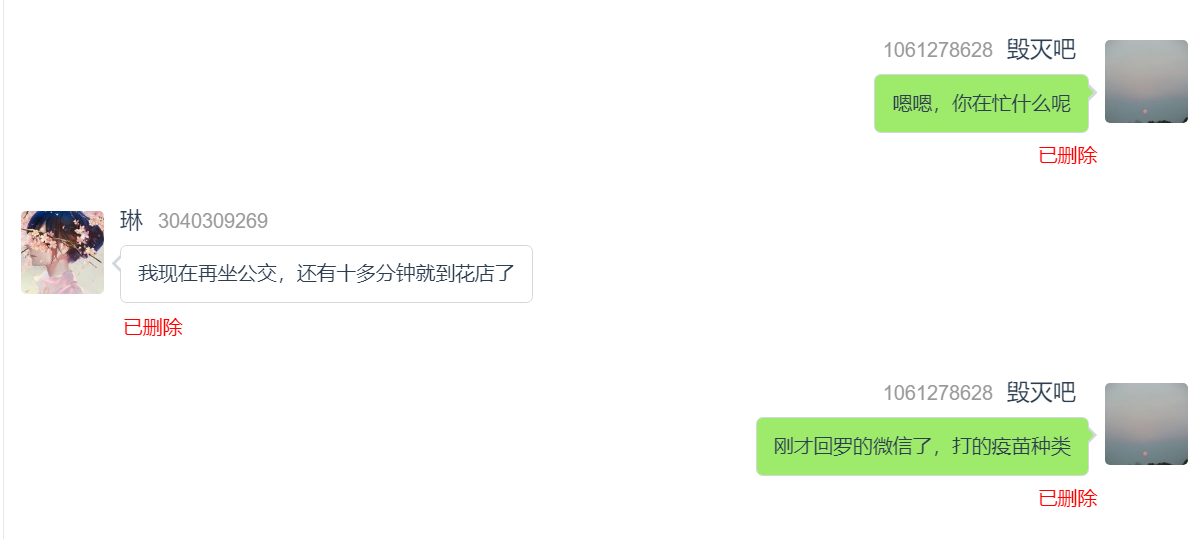 1061278628 毁灭吧
嗯嗯，你在忙什么呢
已删除
琳 3040309269
我现在再坐公交，还有十多分钟就到花店了
已删除
1061278628 毁灭吧
刚才回罗的微信了，打的疫苗种类
已删除